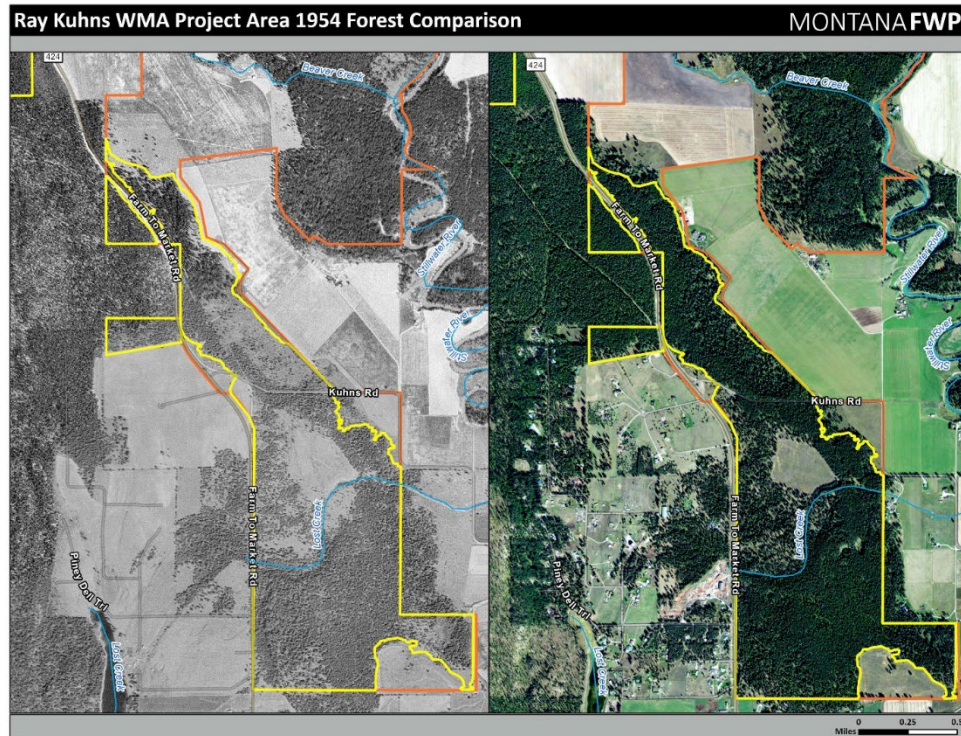 Ray Kuhns WMA Project Area 1954 Forest Comparison
MONTANA FWP
424
Beaver Creek
Farm To Market Rd
Stillwater River
Stillwater River
Kuhns Rd
Farm To Market Rd
Lost Creek
Piney Dell Trl
Lost Creek
424
Beaver Creek
Farm To Market Rd
Stillwater River
Stillwater River
Kuhns Rd
Farm To Market Rd
Lost Creek
Piney Dell Trl
Lost Creek
0 0.25 0.5
Miles